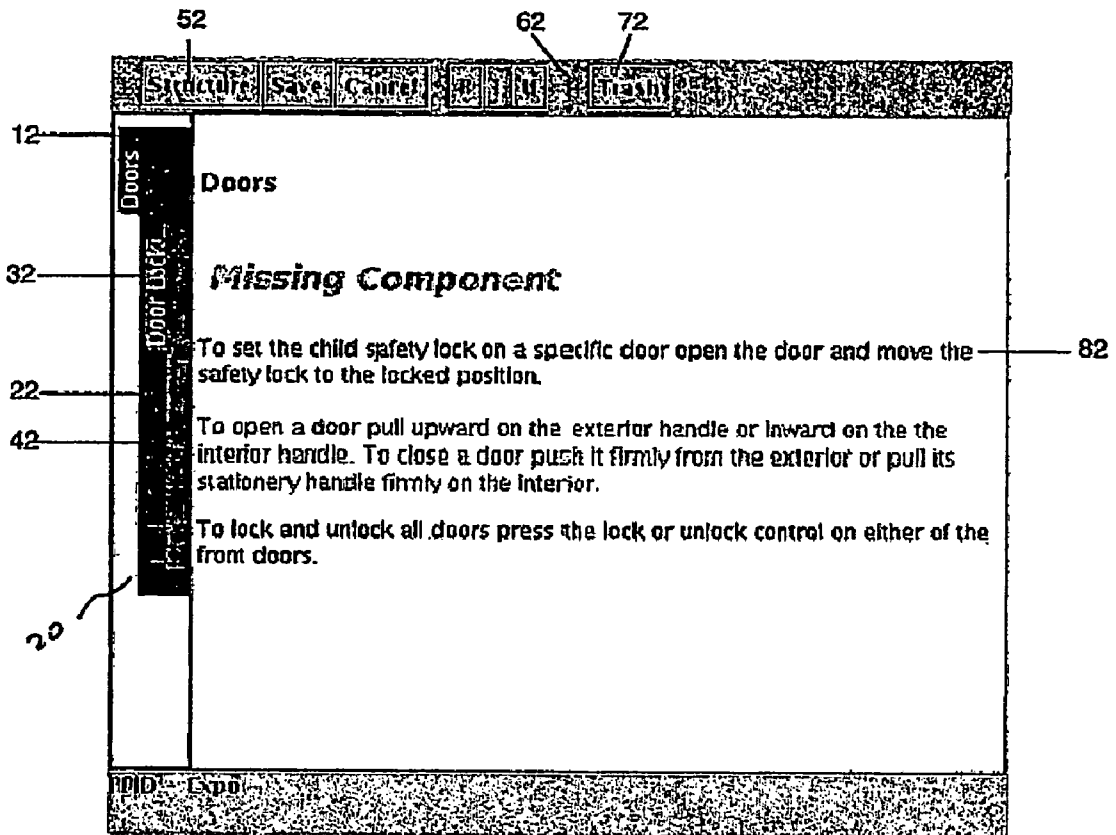 52 62 72
Structure Save Cancel B I U Trash
12
Doors
Doors
32
Door Locks
Missing Component
To set the child safety lock on a specific door open the door and move the
82
safety lock to the locked position.
22
42
To open a door pull upward on the exterior handle or inward on the the
interior handle. To close a door push it firmly from the exterior or pull its
stationery handle firmly on the interior.
To lock and unlock all doors press the lock or unlock control on either of the
front doors.
20
Expo